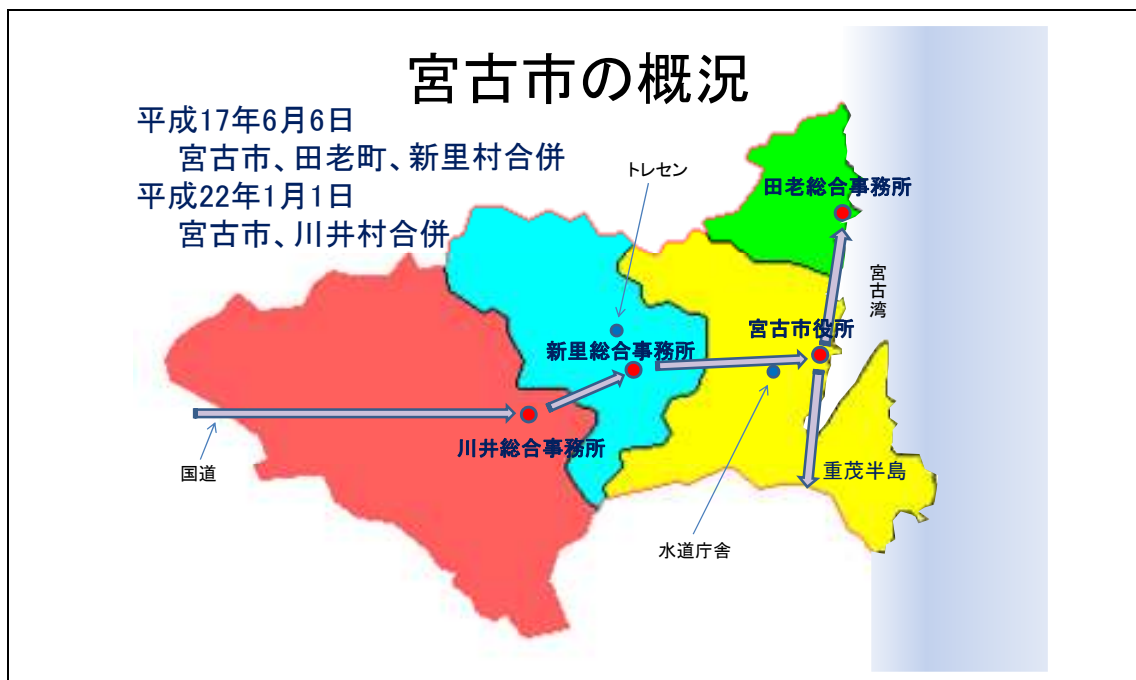 宮古市の概況
平成17年6月6日
宮古市、田老町、新里村合併
平成22年1月1日
宮古市、川井村合併
トレセン
田老総合事務所
宮古湾
宮古市役所
新里総合事務所
川井総合事務所
国道
重茂半島
水道庁舎